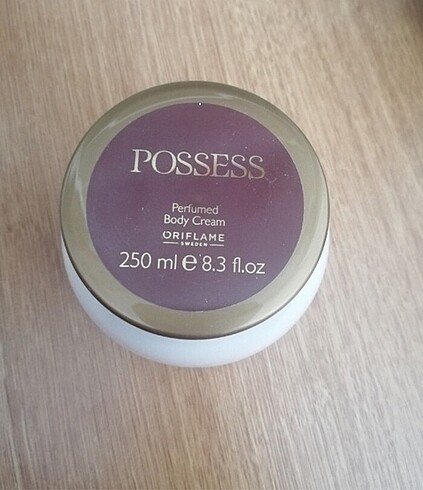 POSSESS
Perfumed
Body Cream
ORIFLAME
SWEDEN
250 ml e 8.3 fl.oz